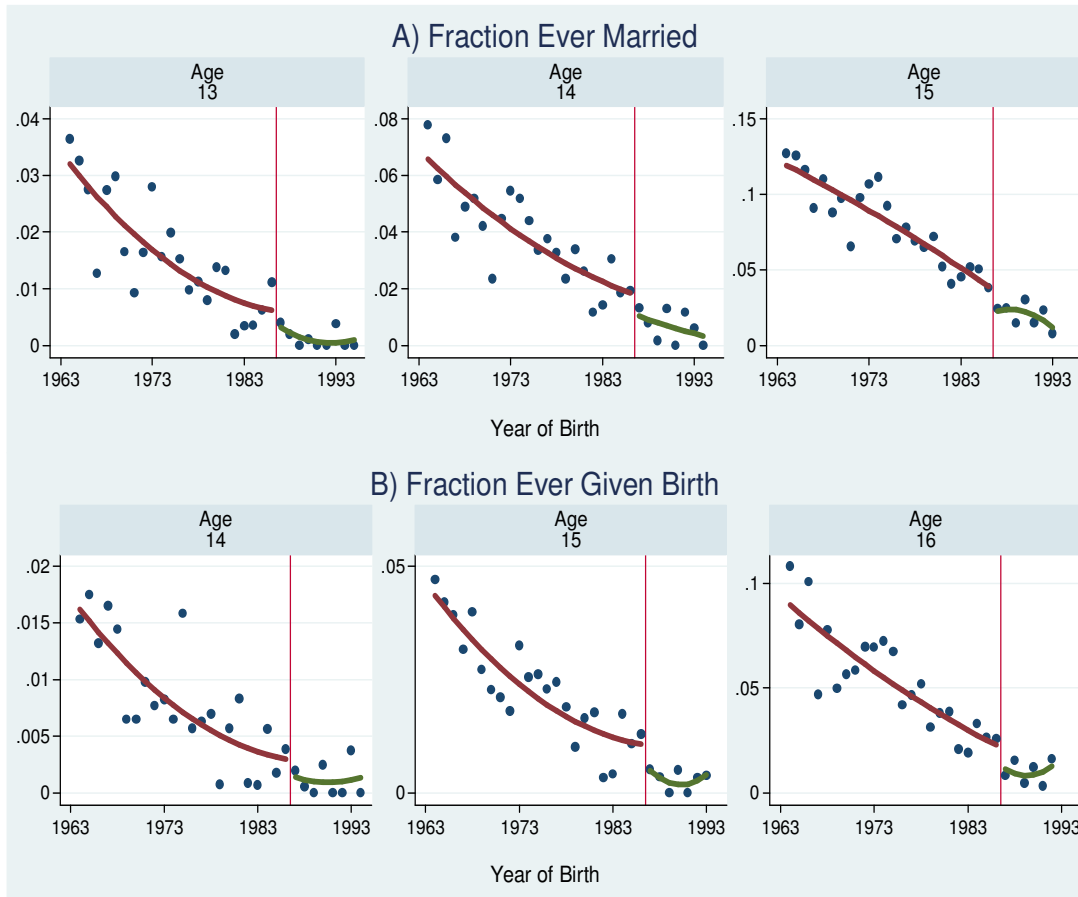 A) Fraction Ever Married
Age
13
Age
14
Age
15
.04
.03
.02
.01
0
1963 1973 1983 1993
.08
.06
.04
.02
0
1963 1973 1983 1993
.15
.1
.05
0
1963 1973 1983 1993
Year of Birth
B) Fraction Ever Given Birth
Age
14
Age
15
Age
16
.02
.015
.01
.005
0
1963 1973 1983 1993
.05
0
1963 1973 1983 1993
.1
.05
0
1963 1973 1983 1993
Year of Birth